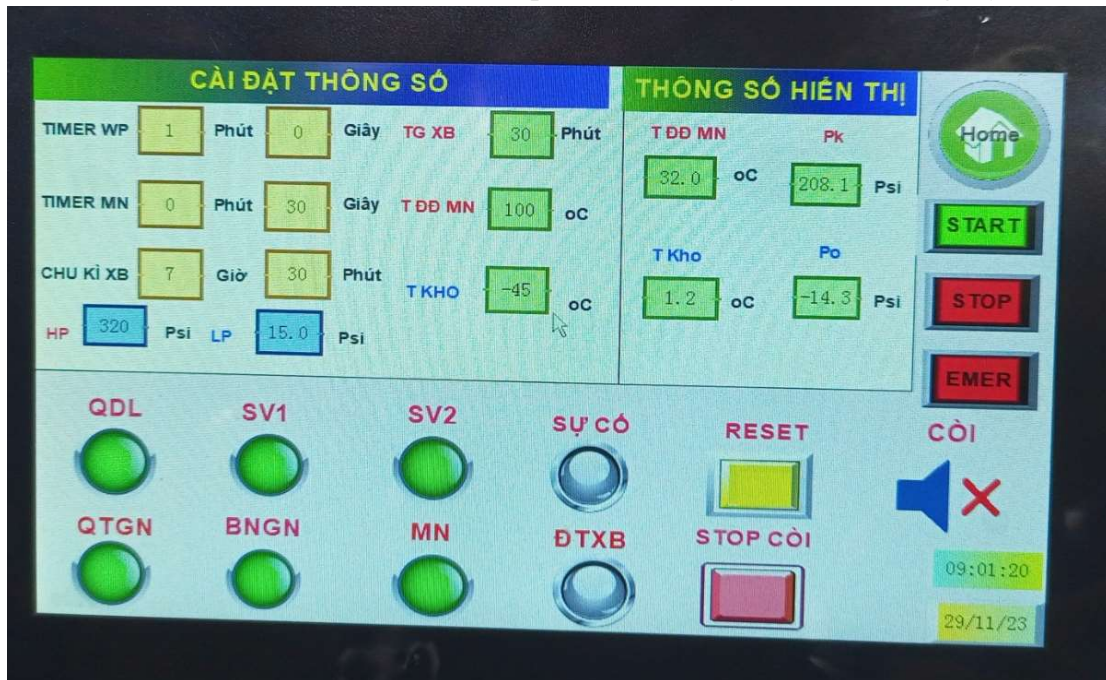 CÀI ĐẶT THÔNG SỐ
THÔNG SỐ HIỂN THỊ
TIMER WP 1 Phút 0 Giây TG XB 30 Phút
TIMER MN 0 Phút 30 Giây T ĐĐ MN 100 oC
CHU KÌ XB 7 Giờ 30 Phút T KHO -45 oC
HP 320 Psi LP 15.0 Psi
T ĐĐ MN Pk
32.0 oC 208.1 Psi
T Kho Po
1.2 oC -14.3 Psi
Home
START
STOP
EMER
QDL SV1 SV2 SỰ CỐ RESET CÒI
QTGN BNGN MN ĐTXB STOP CÒI
09:01:20
29/11/23